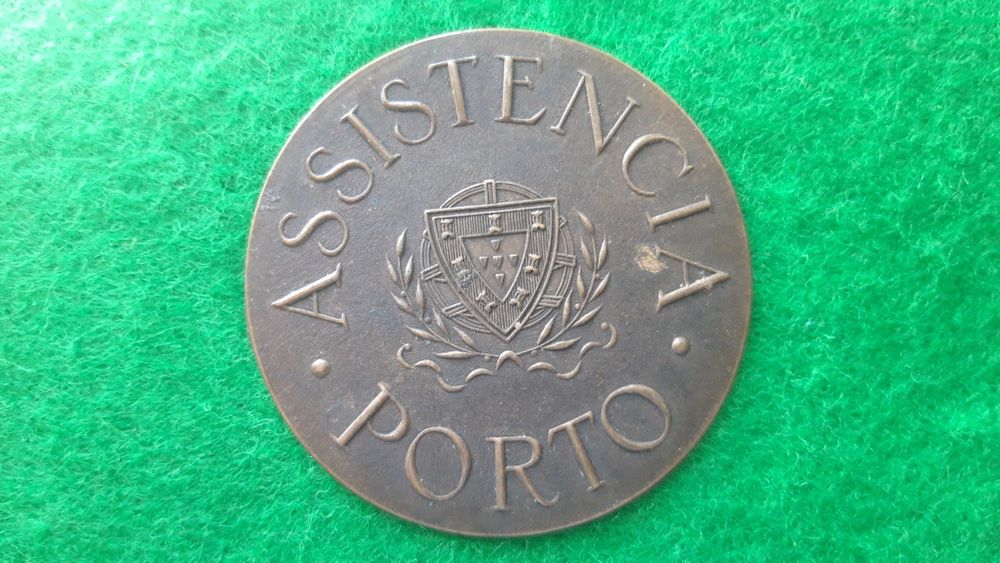 ASSISTENCIA
· PORTO ·